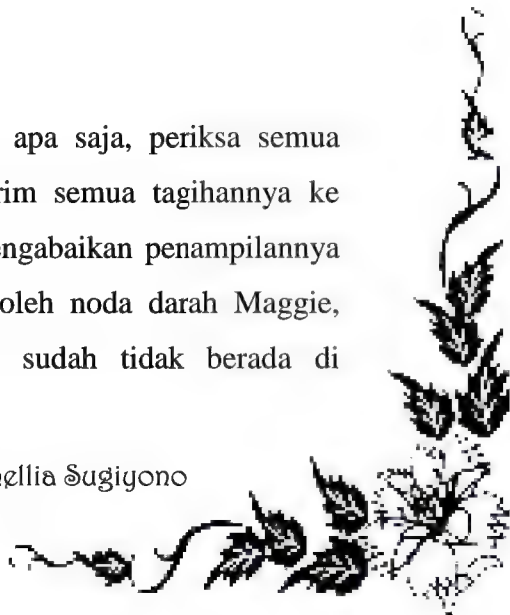 apa saja, periksa semua
rim semua tagihannya ke
engabaikan penampilannya
oleh noda darah Maggie,
sudah tidak berada di
ellia Sugiyono